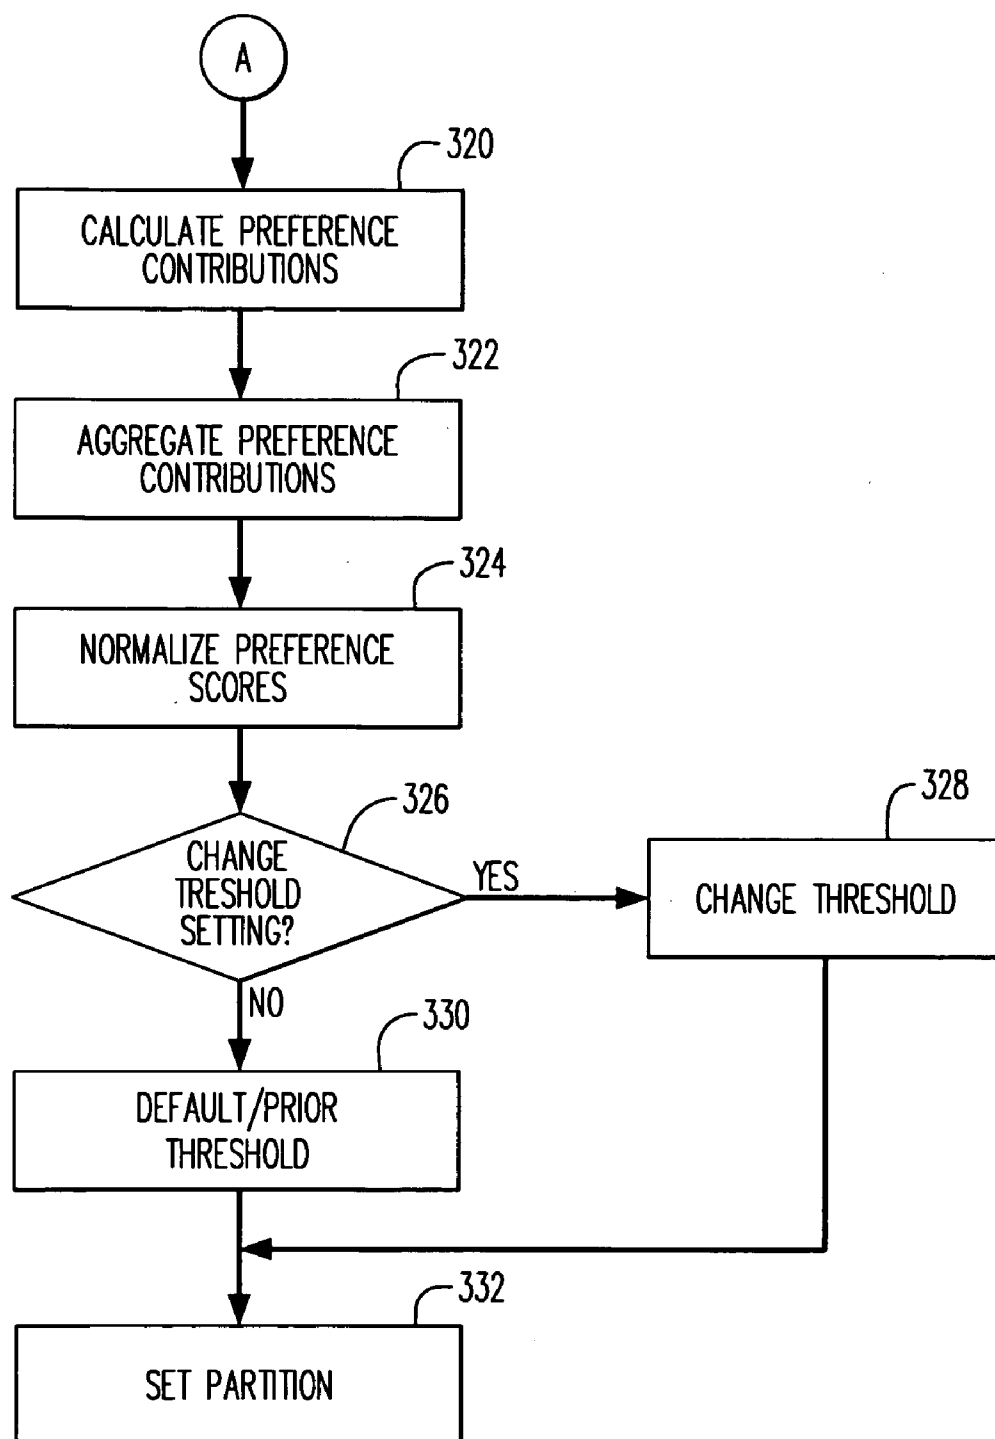 A
320
CALCULATE PREFERENCE
CONTRIBUTIONS
322
AGGREGATE PREFERENCE
CONTRIBUTIONS
324
NORMALIZE PREFERENCE
SCORES
326
CHANGE
TRESHOLD
SETTING?
YES
328
CHANGE THRESHOLD
NO
330
DEFAULT/PRIOR
THRESHOLD
332
SET PARTITION